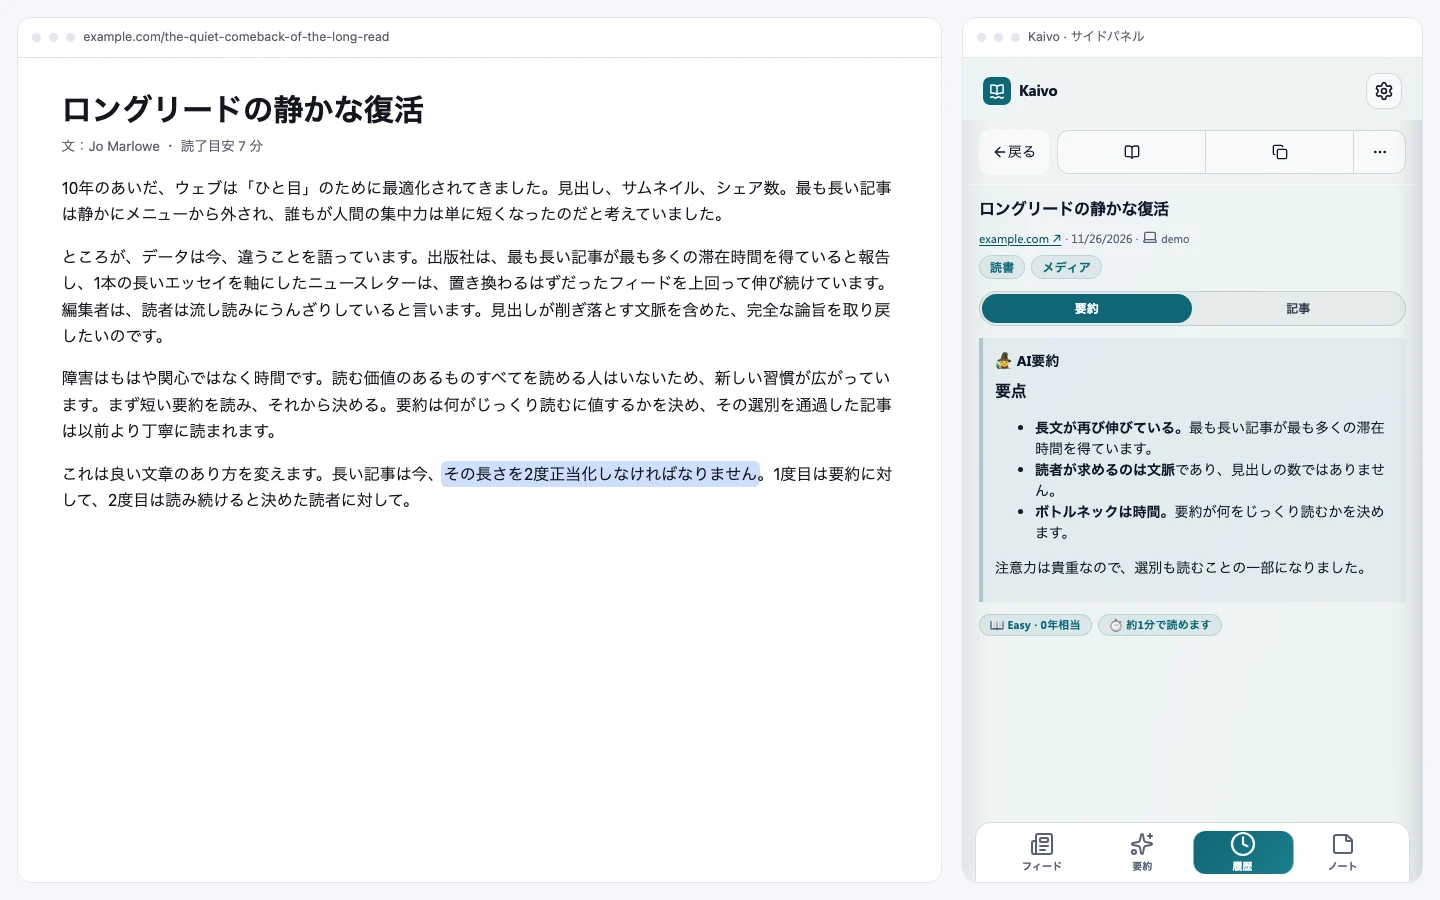 example.com/the-quiet-comeback-of-the-long-read
ロングリードの静かな復活
文：Jo Marlowe ・ 読了目安 7 分
10年のあいだ、ウェブは「ひと目」のために最適化されてきました。見出し、サムネイル、シェア数。最も長い記事
は静かにメニューから外され、誰もが人間の集中力は単に短くなったのだと考えていました。
ところが、データは今、違うことを語っています。出版社は、最も長い記事が最も多くの滞在時間を得ていると報告
し、1本の長いエッセイを軸にしたニュースレターは、置き換わるはずだったフィードを上回って伸び続けています。
編集者は、読者は流し読みにうんざりしていると言います。見出しが削ぎ落とす文脈を含めた、完全な論旨を取り戻
したいのです。
障害はもはや関心ではなく時間です。読む価値のあるものすべてを読める人はいないため、新しい習慣が広がってい
ます。まず短い要約を読み、それから決める。要約は何がじっくり読むに値するかを決め、その選別を通過した記事
は以前より丁寧に読まれます。
これは良い文章のあり方を変えます。長い記事は今、その長さを2度正当化しなければなりません。1度目は要約に対
して、2度目は読み続けると決めた読者に対して。
Kaivo · サイドパネル
Kaivo
←戻る
ロングリードの静かな復活
example.com ↗ · 11/26/2026 · demo
読書 メディア
要約 記事
AI要約
要点
• 長文が再び伸びている。最も長い記事が最も多くの滞在
時間を得ています。
• 読者が求めるのは文脈であり、見出しの数ではありませ
ん。
• ボトルネックは時間。要約が何をじっくり読むかを決め
ます。
注意力は貴重なので、選別も読むことの一部になりました。
Easy · 0年相当 約1分で読めます
フィード 要約 履歴 ノート